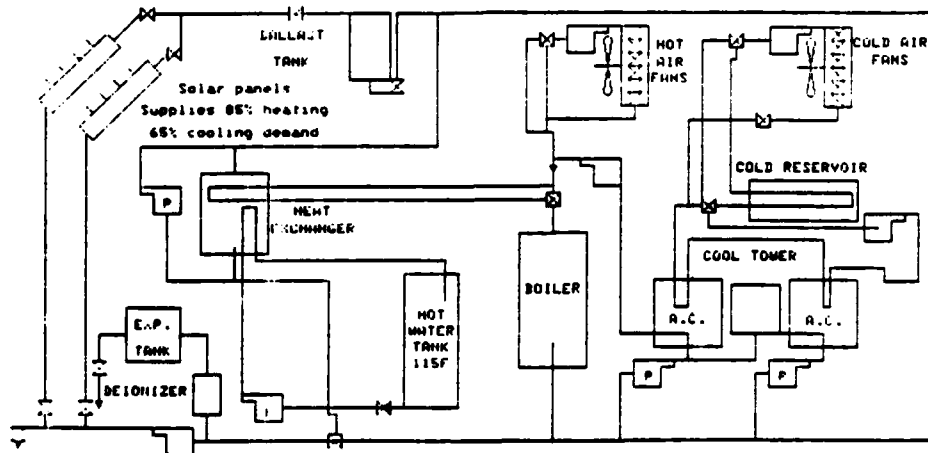 BALLAST
TANK
HOT
AIR
FANS
COLD AIR
FANS
Solar panels
Supplies 85% heating
65% cooling demand
COLD RESERVOIR
P
HEAT
EXCHANGER
COOL TOWER
BOILER
A.C.
A.C.
EXP.
TANK
HOT
WATER
TANK
115F
P
P
DEIONIZER